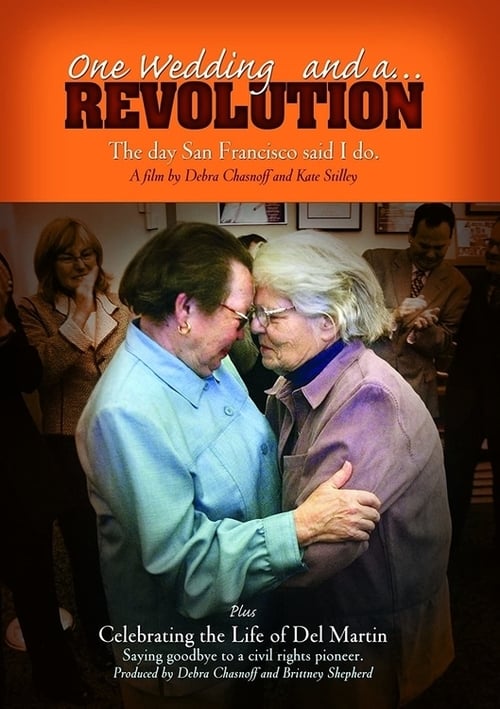 One Wedding and a...
REVOLUTION
The day San Francisco said I do.
A film by Debra Chasnoff and Kate Stilley
Plus
Celebrating the Life of Del Martin
Saying goodbye to a civil rights pioneer.
Produced by Debra Chasnoff and Brittney Shepherd